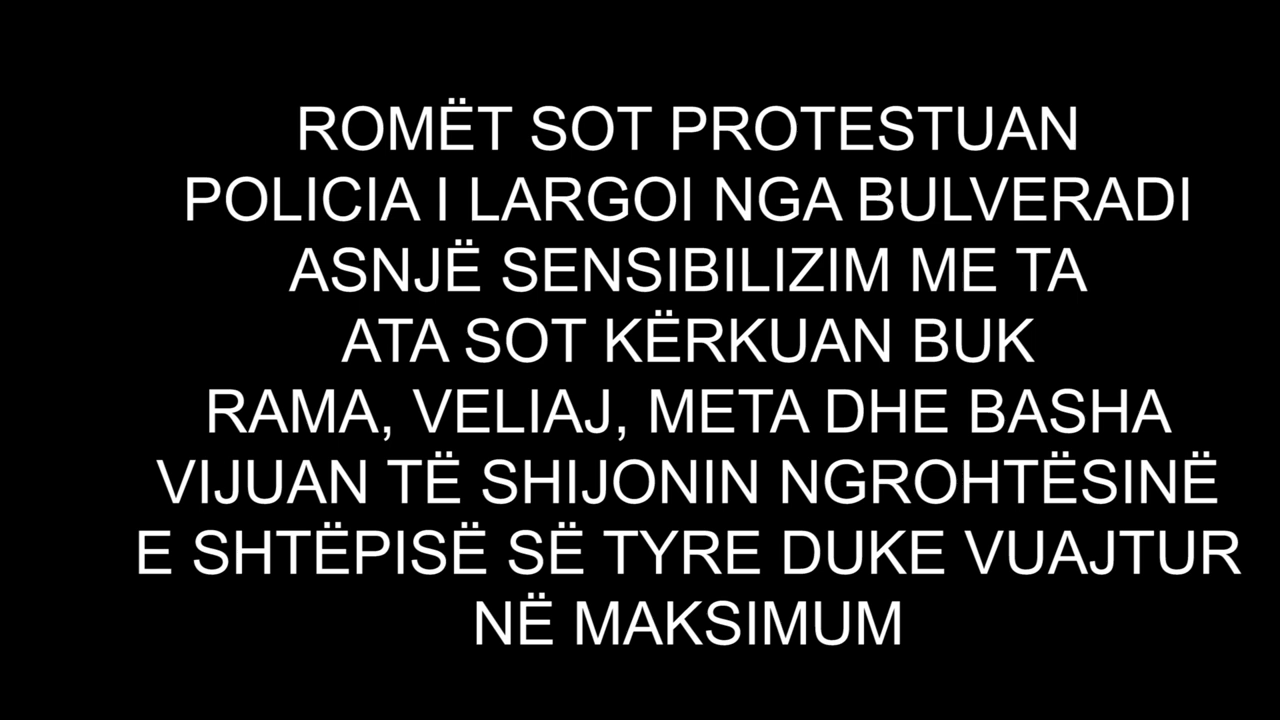 ROMËT SOT PROTESTUAN
POLICIA I LARGOI NGA BULVERADI
ASNJË SENSIBILIZIM ME TA
ATA SOT KËRKUAN BUK
RAMA, VELIAJ, META DHE BASHA
VIJUAN TË SHIJONIN NGROHTËSINË
E SHTËPISË SË TYRE DUKE VUAJTUR
NË MAKSIMUM